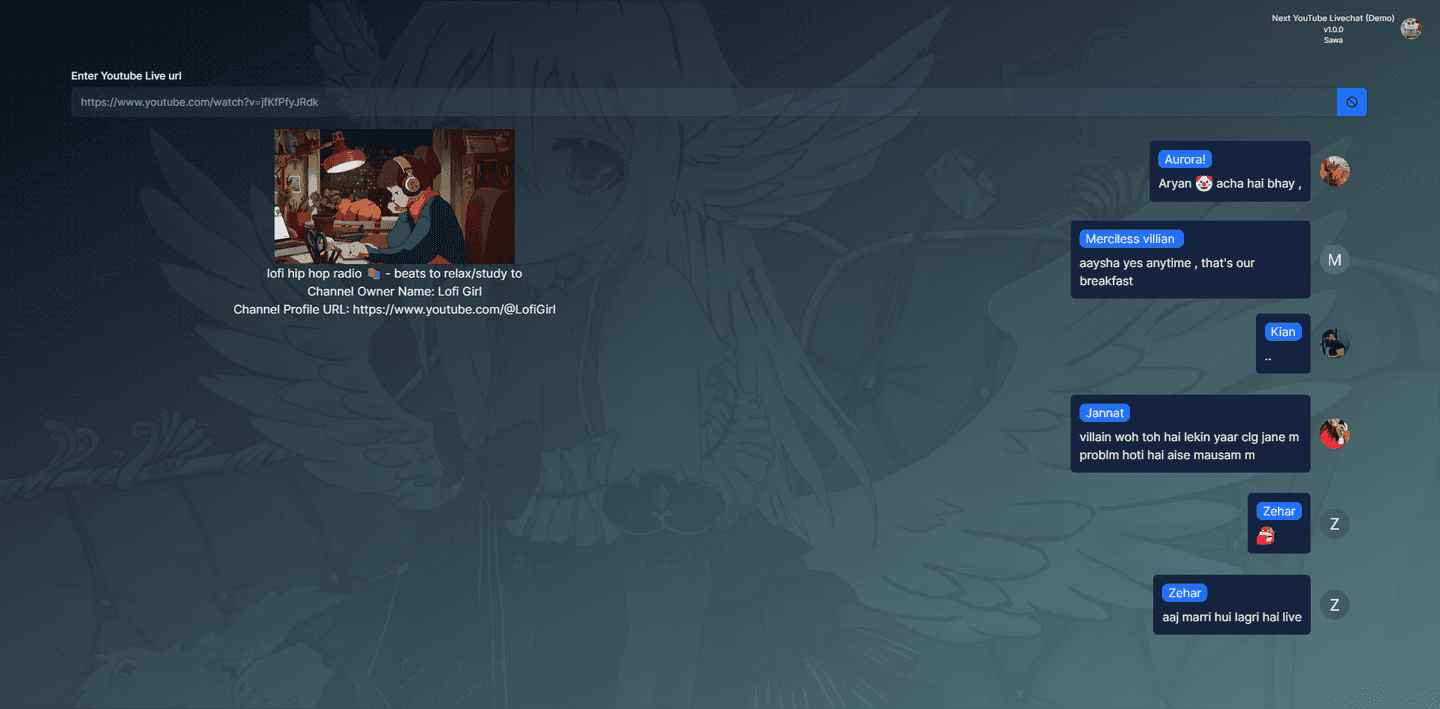 Next YouTube Livechat (Demo)
v1.0.0
Sawa
Enter Youtube Live url
https://www.youtube.com/watch?v=jfKfPfyJRdk
lofi hip hop radio 📚 - beats to relax/study to
Channel Owner Name: Lofi Girl
Channel Profile URL: https://www.youtube.com/@LofiGirl
Aurora!
Aryan 🤡 acha hai bhay ,
Merciless villian
M
aaysha yes anytime , that's our
breakfast
Kian
..
Jannat
villain woh toh hai lekin yaar clg jane m
problm hoti hai aise mausam m
Zehar
Z
Zehar
Z
aaj marri hui lagri hai live